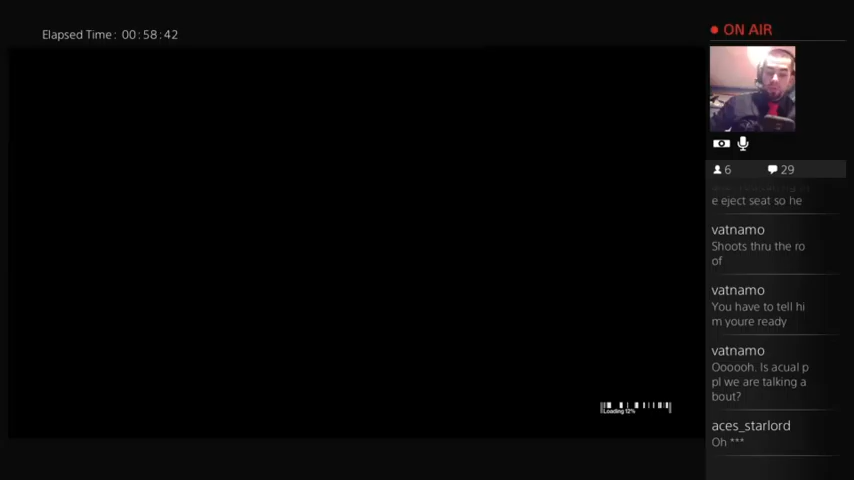 Elapsed Time: 00:58:42
ON AIR
6
29
e eject seat so he
vatnamo
Shoots thru the ro
of
vatnamo
You have to tell hi
m youre ready
vatnamo
Oooooh. Is acual p
pl we are talking a
bout?
aces_starlord
Oh ***
Loading 12%